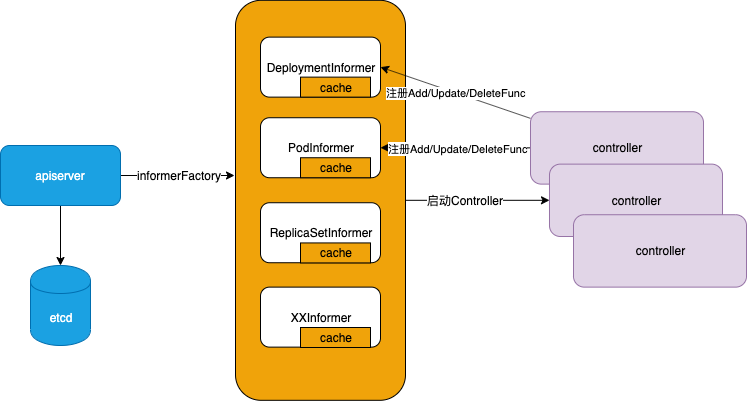 apiserver
etcd
informerFactory
DeploymentInformer
cache
PodInformer
cache
ReplicaSetInformer
cache
XXInformer
cache
注册Add/Update/DeleteFunc
注册Add/Update/DeleteFunc
启动Controller
controller
controller
controller